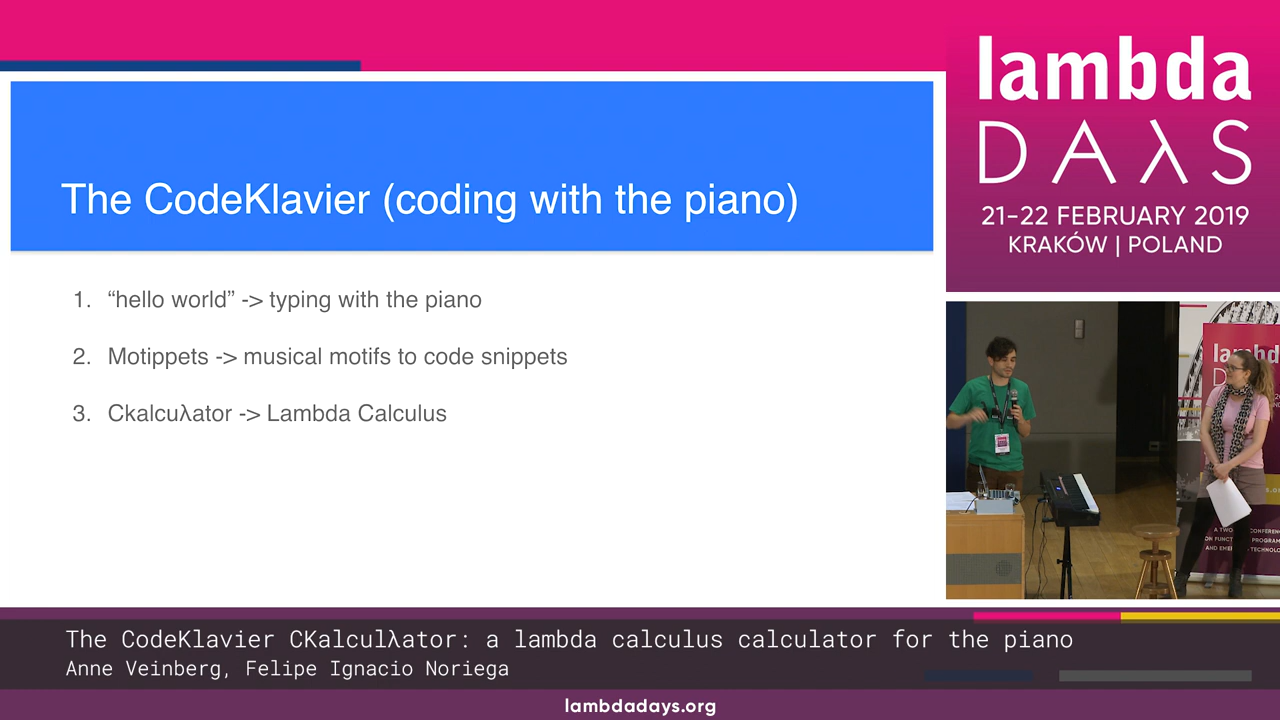 lambda
DAλS
21-22 FEBRUARY 2019
KRAKÓW | POLAND
The CodeKlavier (coding with the piano)
1. “hello world” -> typing with the piano
2. Motippets -> musical motifs to code snippets
3. Ckalcuλator -> Lambda Calculus
lambd
D
The CodeKlavier CKalculλator: a lambda calculus calculator for the piano
Anne Veinberg, Felipe Ignacio Noriega
lambdadays.org